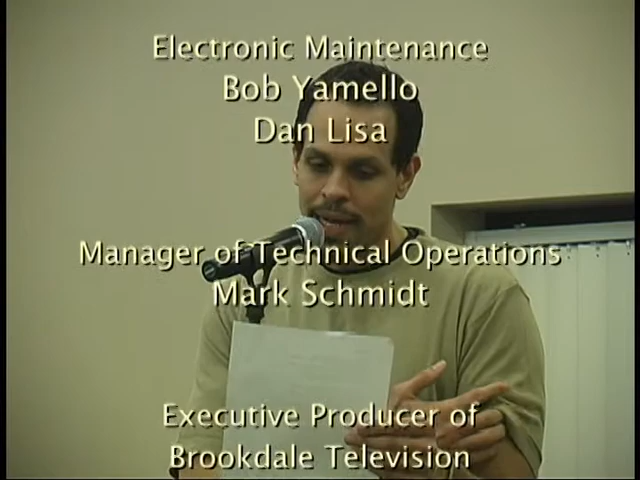 Electronic Maintenance
Bob Yamello
Dan Lisa
Manager of Technical Operations
Mark Schmidt
Executive Producer of
Brookdale Television